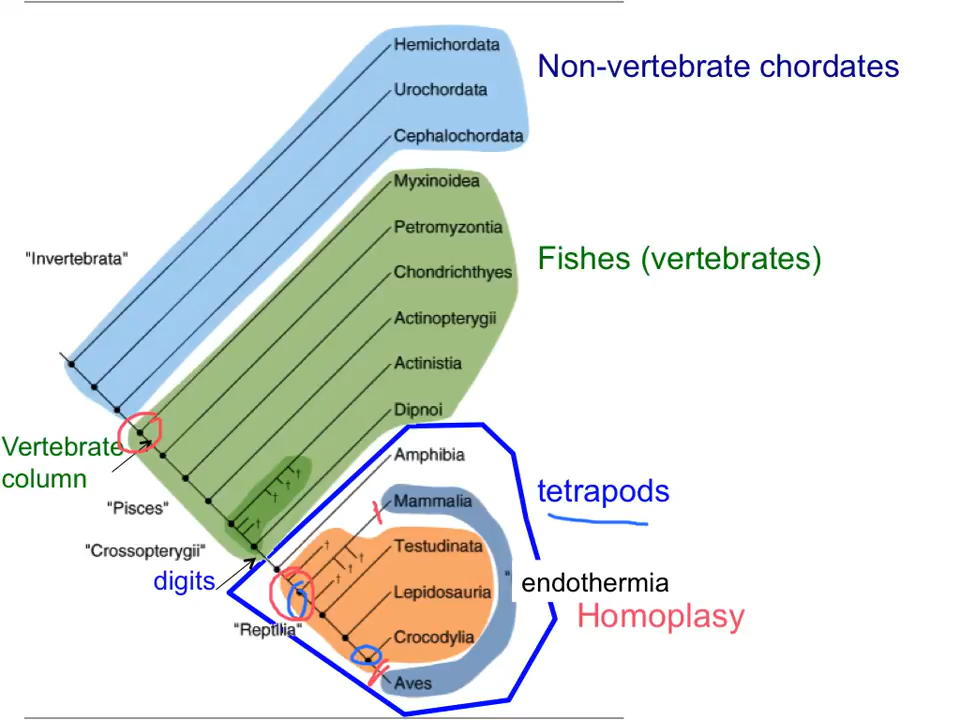 Hemichordata
Non-vertebrate chordates
Urochordata
Cephalochordata
Myxinoidea
Petromyzontia
"Invertebrata"
Fishes (vertebrates)
Chondrichthyes
Actinopterygii
Actinistia
Dipnoi
Vertebrate
column
Amphibia
tetrapods
Mammalia
"Pisces"
"Crossopterygii"
Testudinata
digits
" endothermia
Lepidosauria
Homoplasy
"Reptilia"
Crocodylia
Aves